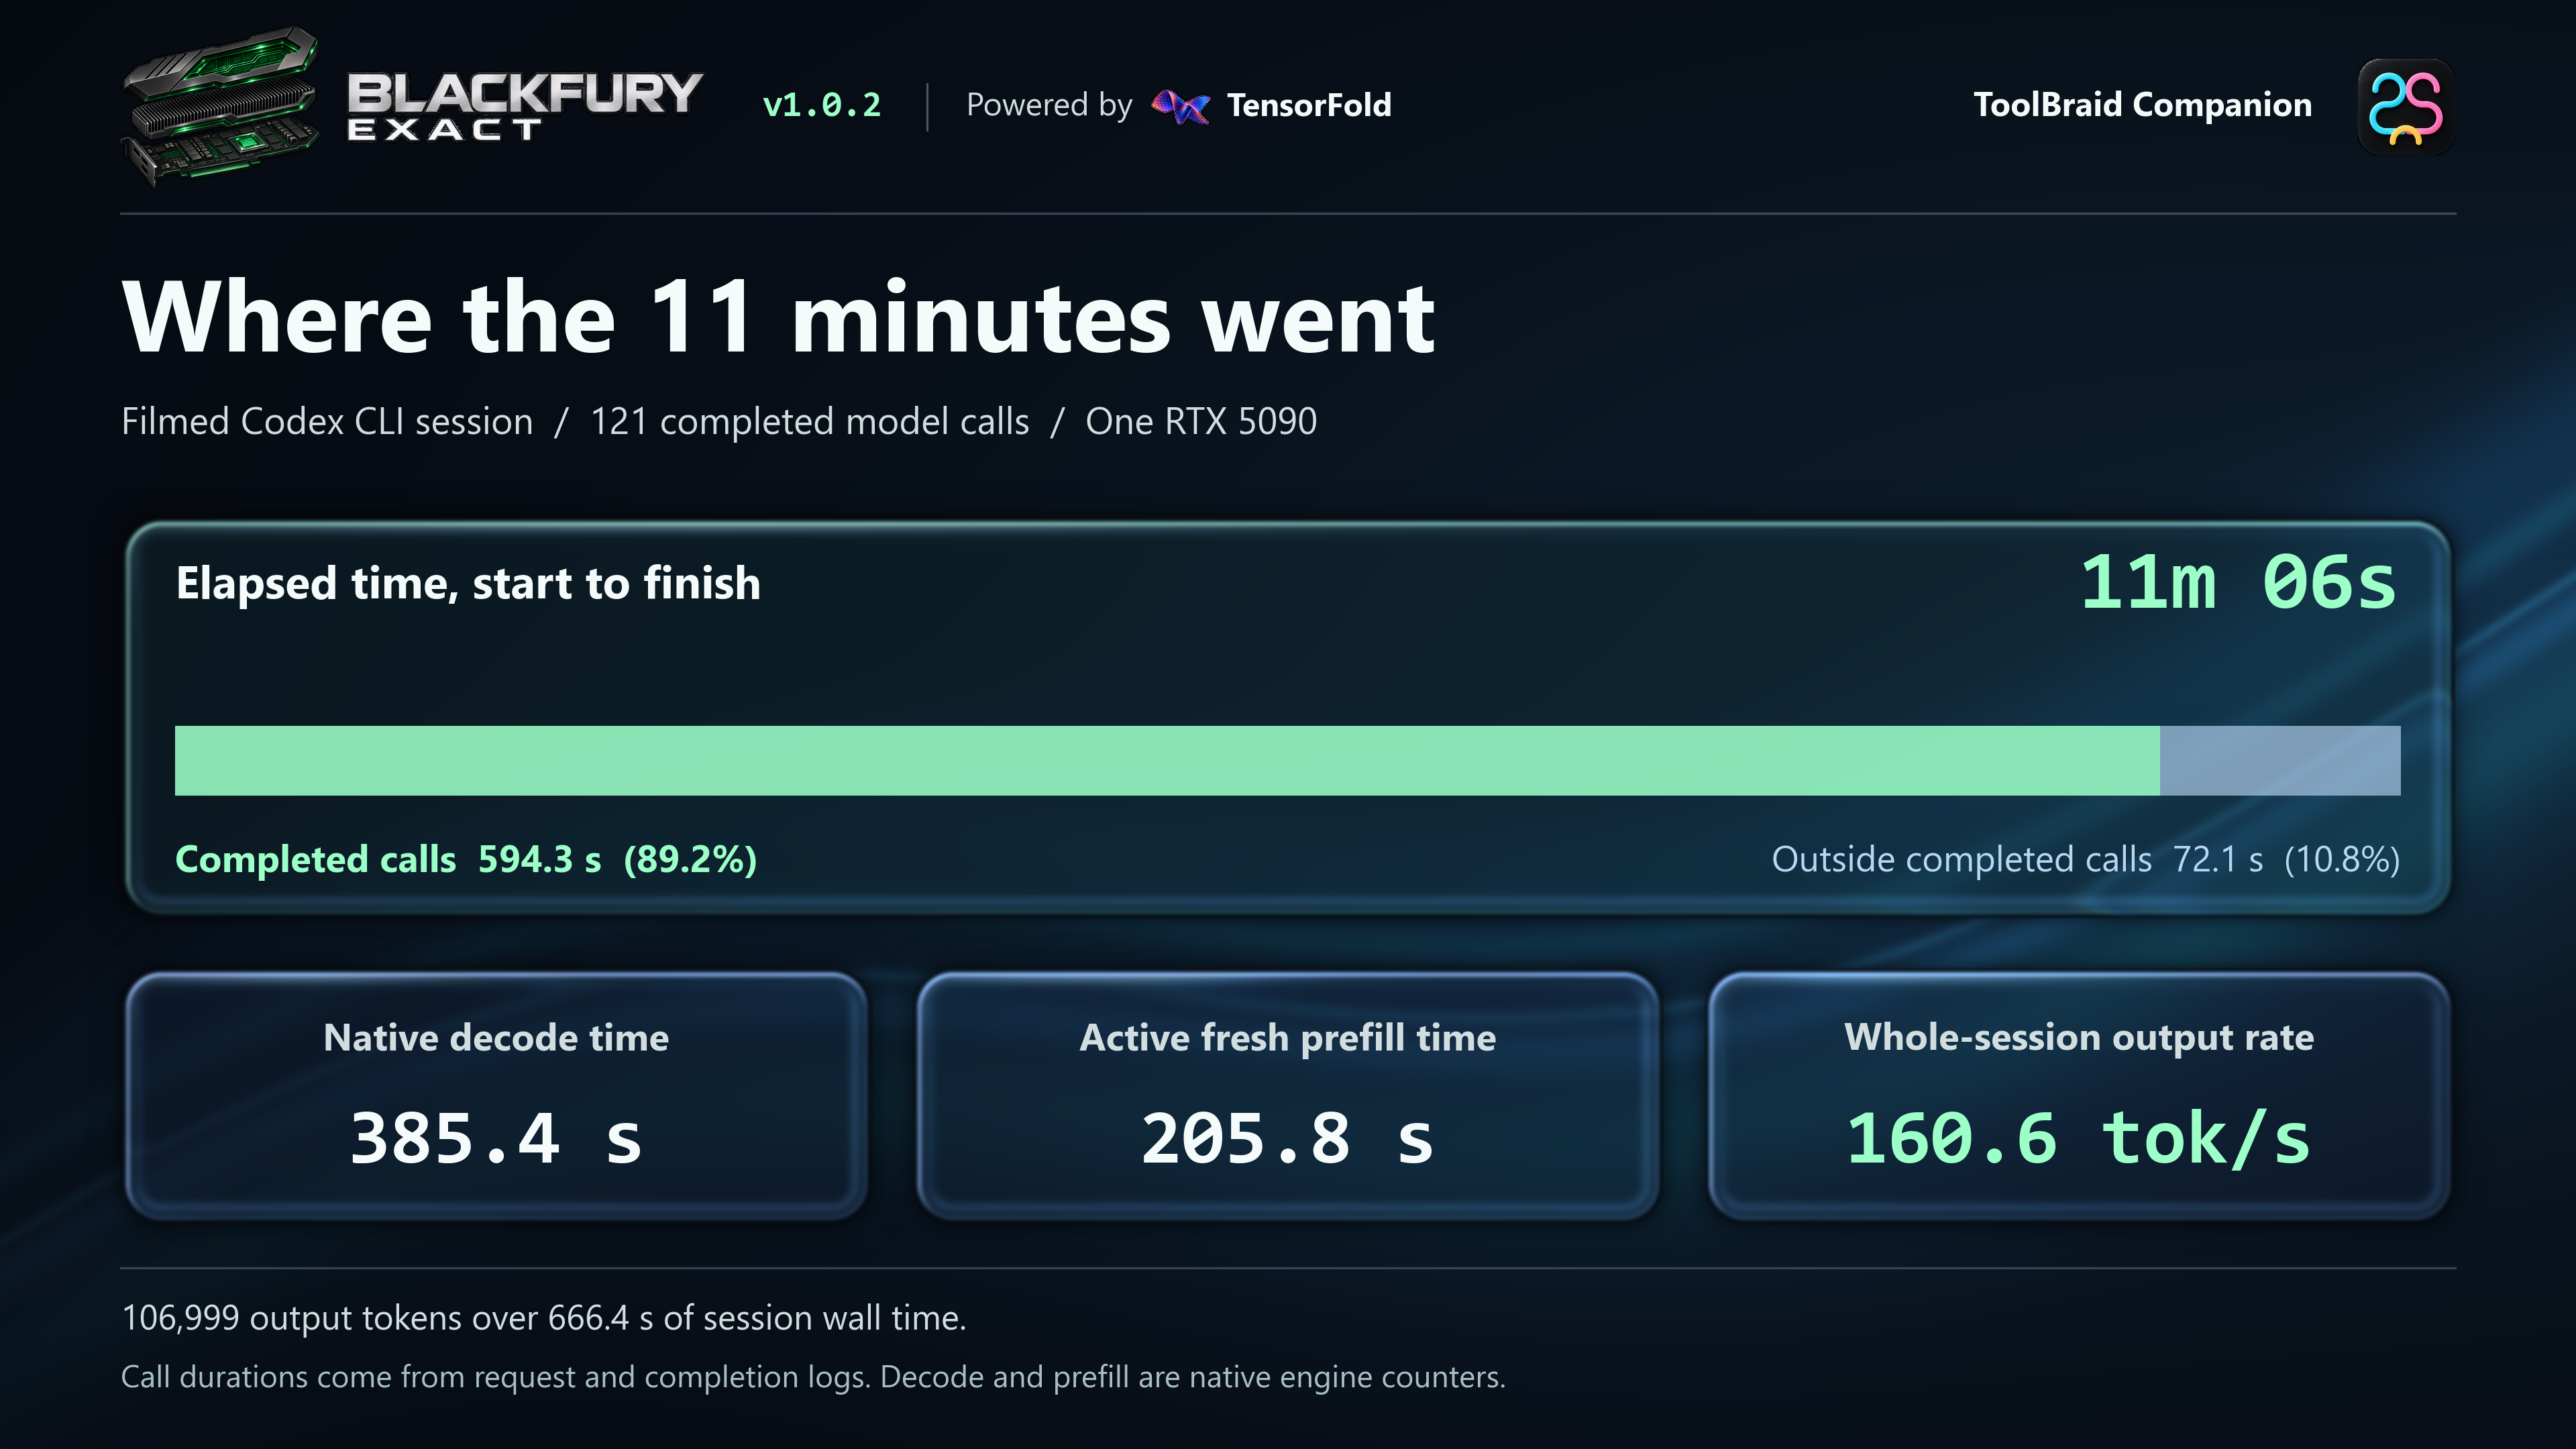 BLACKFURY
EXACT
v1.0.2
Powered by TensorFold
ToolBraid Companion
Where the 11 minutes went
Filmed Codex CLI session / 121 completed model calls / One RTX 5090
Elapsed time, start to finish
11m 06s
Completed calls 594.3 s (89.2%)
Outside completed calls 72.1 s (10.8%)
Native decode time
385.4 s
Active fresh prefill time
205.8 s
Whole-session output rate
160.6 tok/s
106,999 output tokens over 666.4 s of session wall time.
Call durations come from request and completion logs. Decode and prefill are native engine counters.